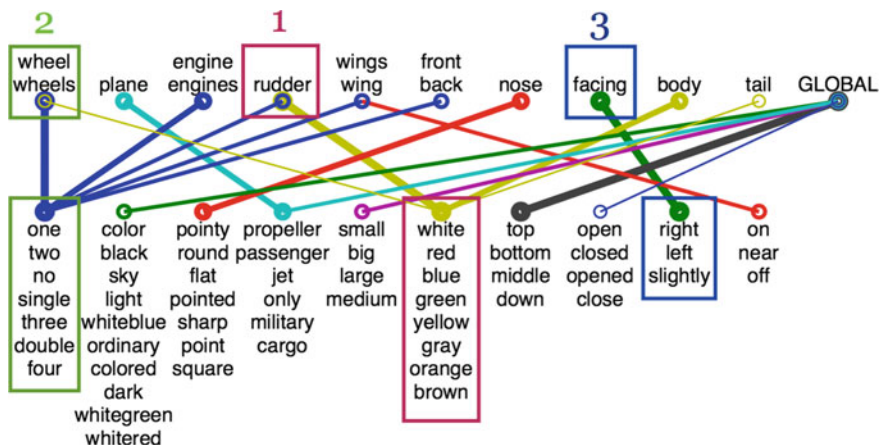 2
1
3
wheel
wheels
plane
engine
engines
rudder
wings
wing
front
back
nose
facing
body
tail
GLOBAL
one
two
no
single
three
double
four
color
black
sky
light
whiteblue
ordinary
colored
dark
whitegreen
whitered
pointy
round
flat
pointed
sharp
point
square
propeller
passenger
jet
only
military
cargo
small
big
large
medium
white
red
blue
green
yellow
gray
orange
brown
top
bottom
middle
down
open
closed
opened
close
right
left
slightly
on
near
off